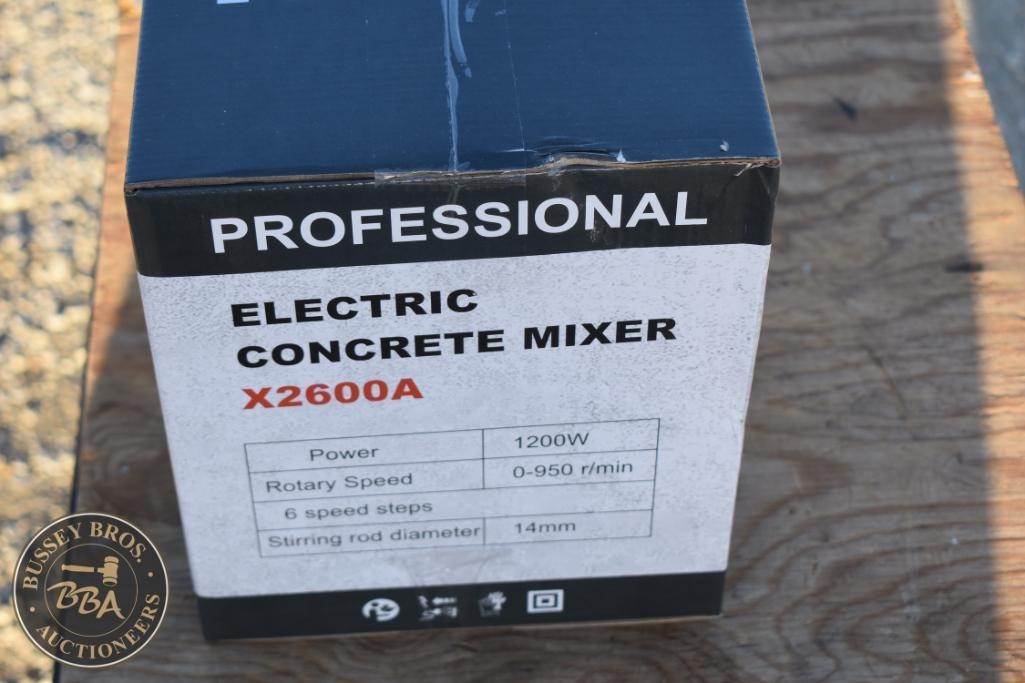 PROFESSIONAL
ELECTRIC
CONCRETE MIXER
X2600A
Power 1200W
Rotary Speed 0-950 r/min
6 speed steps
Stirring rod diameter 14mm
BUSSEY BROS.
BBA
AUCTIONEERS